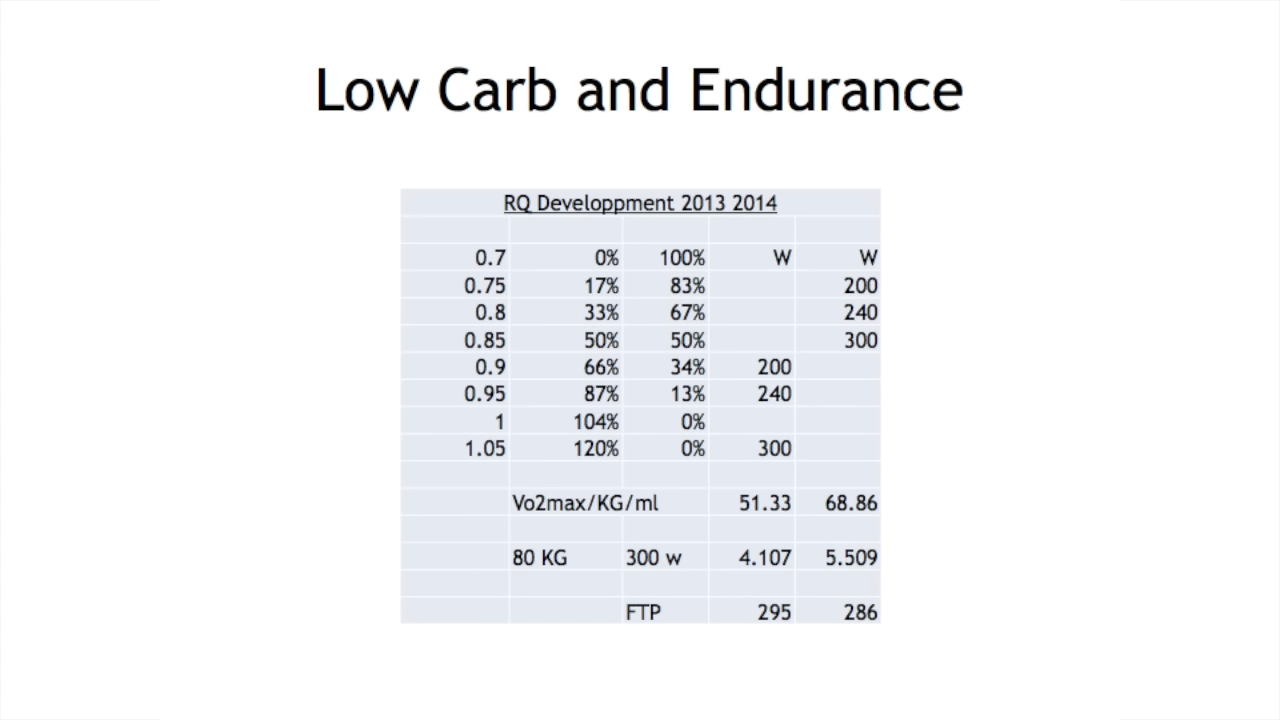 Low Carb and Endurance
RQ Developpment 2013 2014
0.7 0% 100% W W
0.75 17% 83% 200
0.8 33% 67% 240
0.85 50% 50% 300
0.9 66% 34% 200
0.95 87% 13% 240
1 104% 0%
1.05 120% 0% 300
Vo2max/KG/ml 51.33 68.86
80 KG 300 w 4.107 5.509
FTP 295 286